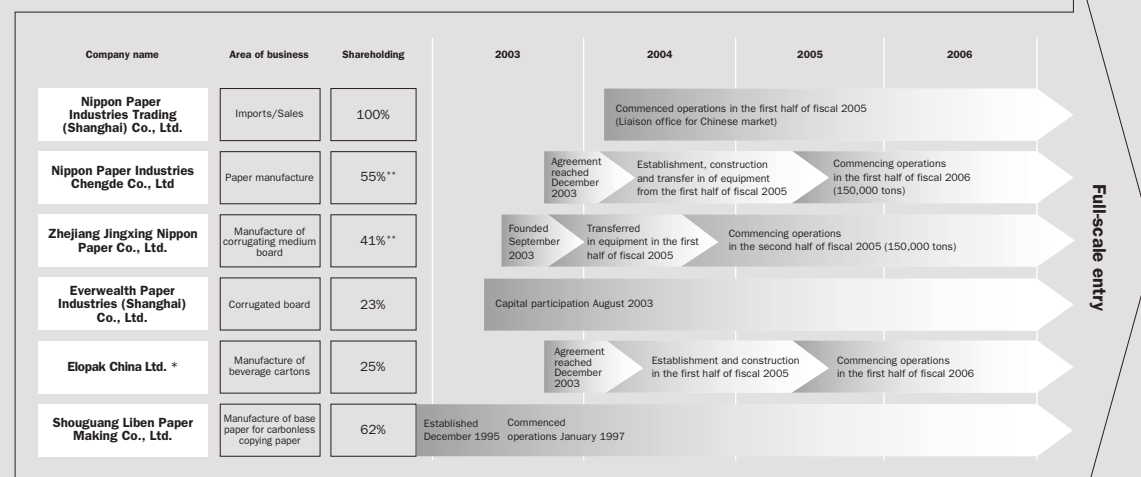 Company name Area of business Shareholding 2003 2004 2005 2006
Nippon Paper
Industries Trading
(Shanghai) Co., Ltd.
Imports/Sales
100%
Commenced operations in the first half of fiscal 2005
(Liaison office for Chinese market)
Nippon Paper Industries
Chengde Co., Ltd
Paper manufacture
55%**
Agreement
reached
December
2003
Establishment, construction
and transfer in of equipment
from the first half of fiscal 2005
Commencing operations
in the first half of fiscal 2006
(150,000 tons)
Zhejiang Jingxing Nippon
Paper Co., Ltd.
Manufacture of
corrugating medium
board
41%**
Founded
September
2003
Transferred
in equipment in the first
half of fiscal 2005
Commencing operations
in the second half of fiscal 2005 (150,000 tons)
Everwealth Paper
Industries (Shanghai)
Co., Ltd.
Corrugated board
23%
Capital participation August 2003
Elopak China Ltd. *
Manufacture of
beverage cartons
25%
Agreement
reached
December
2003
Establishment and construction
in the first half of fiscal 2005
Commencing operations
in the first half of fiscal 2006
Shouguang Liben Paper
Making Co., Ltd.
Manufacture of base
paper for carbonless
copying paper
62%
Established
December 1995
Commenced
operations January 1997
Full-scale entry